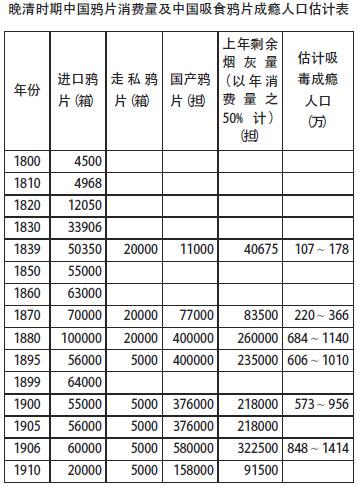 晚清时期中国鸦片消费量及中国吸食鸦片成瘾人口估计表
年份 进口鸦片(箱) 走私鸦片(箱) 国产鸦片(担) 上年剩余烟灰量(以年消费量之50%计)(担) 估计吸毒成瘾人口(万)
1800 4500
1810 4968
1820 12050
1830 33906
1839 50350 20000 11000 40675 107~178
1850 55000
1860 63000
1870 70000 20000 77000 83500 220~366
1880 100000 20000 400000 260000 684~1140
1895 56000 5000 400000 235000 606~1010
1899 64000
1900 55000 5000 376000 218000 573~956
1905 56000 5000 376000 218000
1906 60000 5000 580000 322500 848~1414
1910 20000 5000 158000 91500